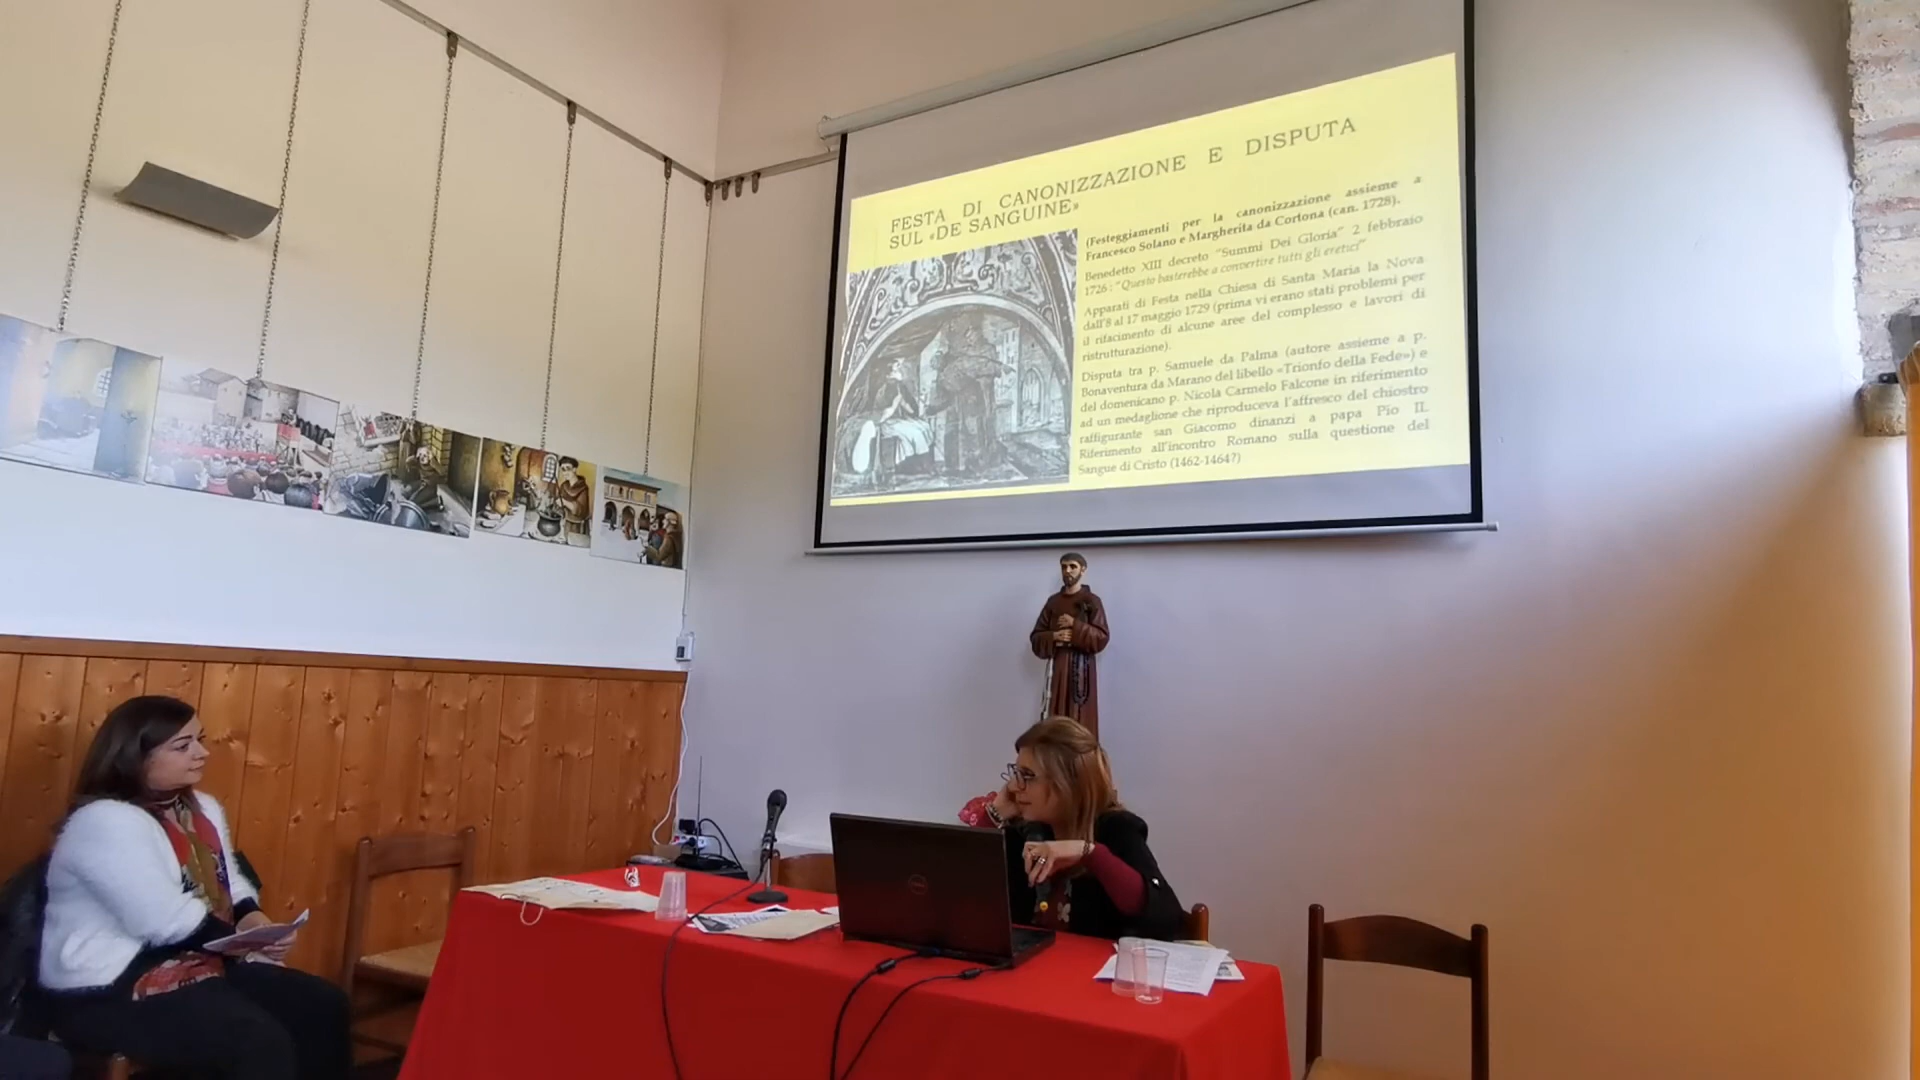 FESTA DI CANONIZZAZIONE E DISPUTA
SUL «DE SANGUINE»
(Festeggiamenti per la canonizzazione assieme a
Francesco Solano e Margherita da Cortona (can. 1728).
Benedetto XIII decreto "Summi Dei Gloria" 2 febbraio
1726 : "Questo basterebbe a convertire tutti gli eretici"
Apparati di Festa nella Chiesa di Santa Maria la Nova
dall'8 al 17 maggio 1729 (prima vi erano stati problemi per
il rifacimento di alcune aree del complesso e lavori di
ristrutturazione).
Disputa tra p. Samuele da Palma (autore assieme a p.
Bonaventura da Marano del libello «Trionfo della Fede») e
del domenicano p. Nicola Carmelo Falcone in riferimento
ad un medaglione che riproduceva l'affresco del chiostro
raffigurante san Giacomo dinanzi a papa Pio II.
Riferimento all'incontro Romano sulla questione del
Sangue di Cristo (1462-1464?)